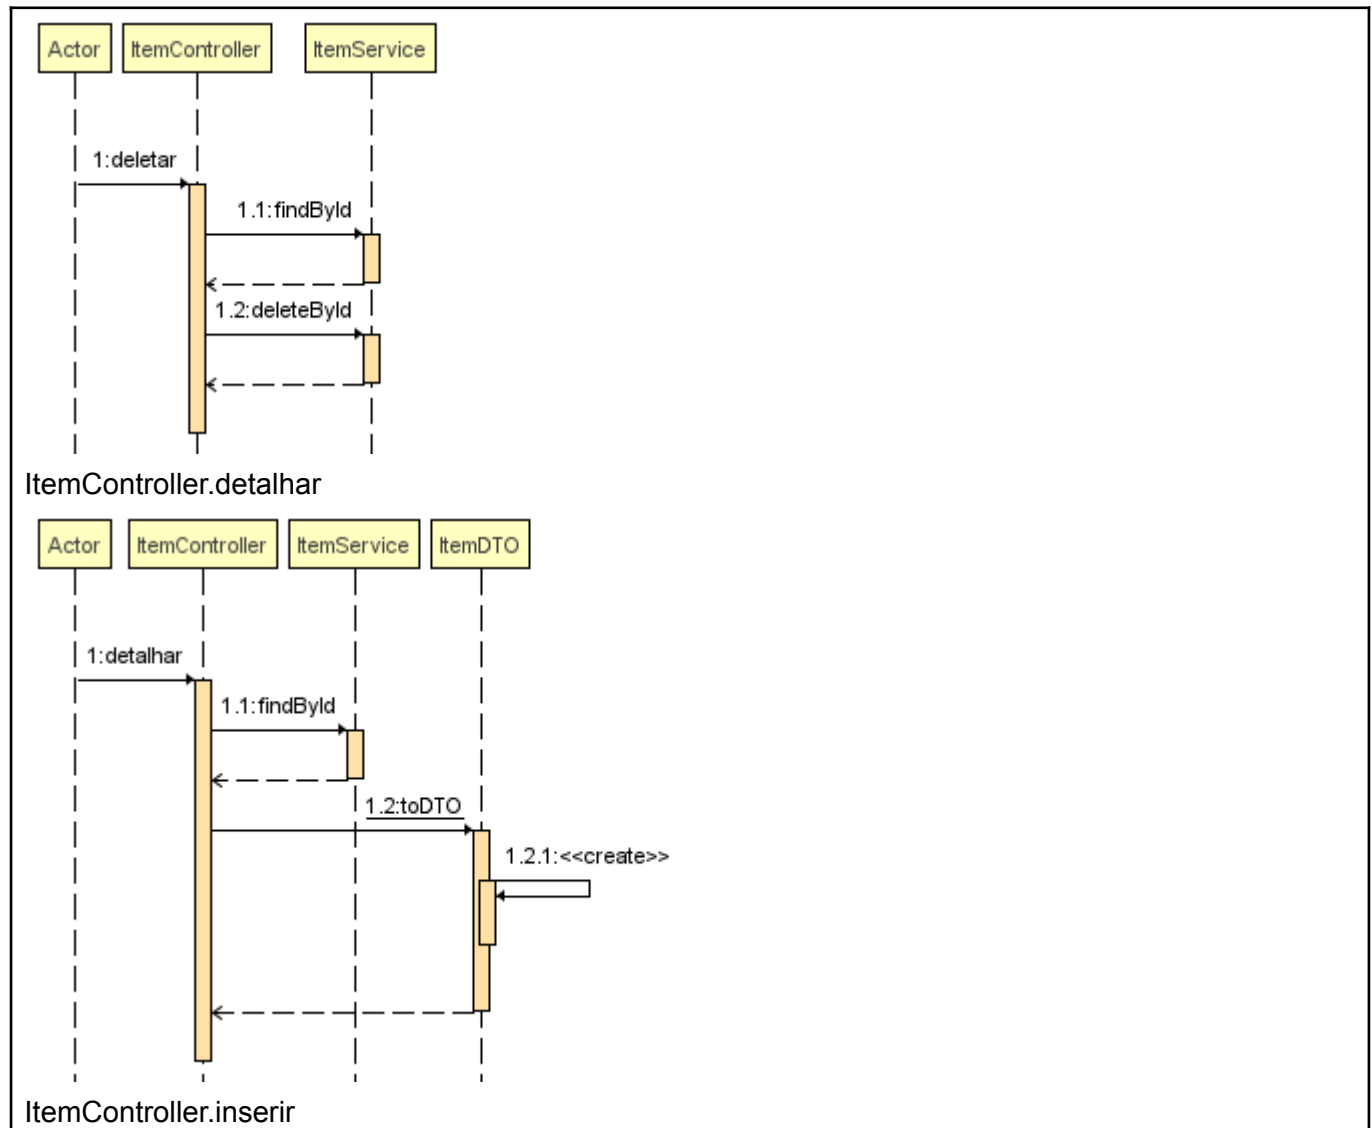 Actor ItemController ItemService
1:deletar
1.1:findById
1.2:deleteById
ItemController.detalhar
Actor ItemController ItemService ItemDTO
1:detalhar
1.1:findById
1.2:toDTO
1.2.1:<<create>>
ItemController.inserir